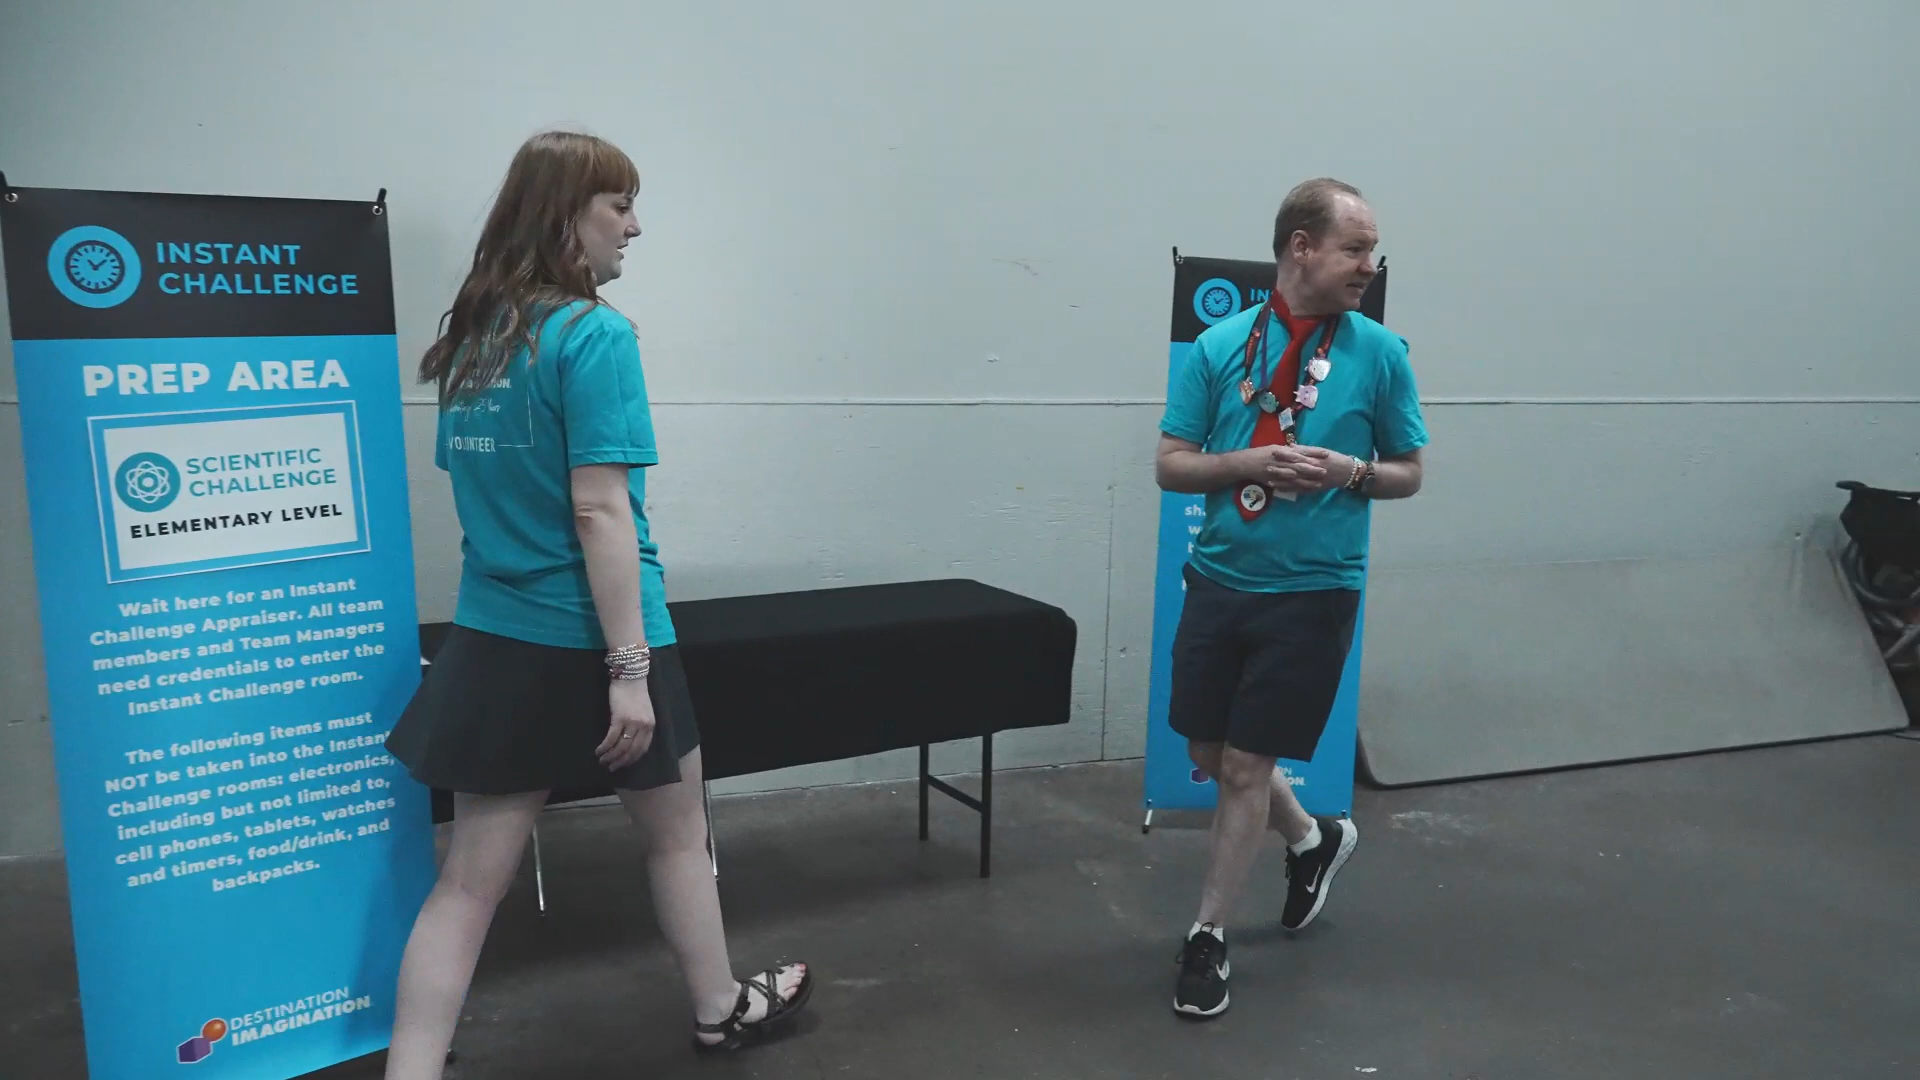 INSTANT
CHALLENGE
PREP AREA
SCIENTIFIC
CHALLENGE
ELEMENTARY LEVEL
Wait here for an Instant
Challenge Appraiser. All team
members and Team Managers
need credentials to enter the
Instant Challenge room.
The following items must
NOT be taken into the Instant
Challenge rooms: electronics,
including but not limited to,
cell phones, tablets, watches
and timers, food/drink, and
backpacks.
DESTINATION
IMAGINATION
VOLUNTEER